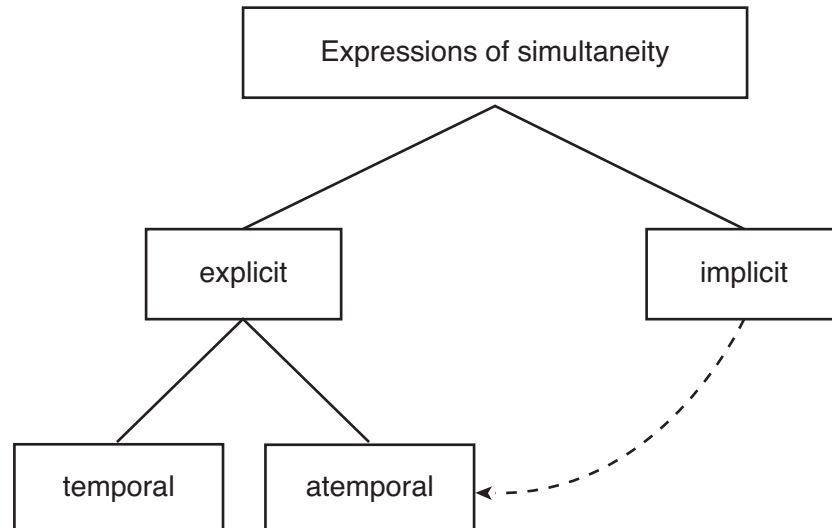 Expressions of simultaneity
explicit
implicit
temporal
atemporal